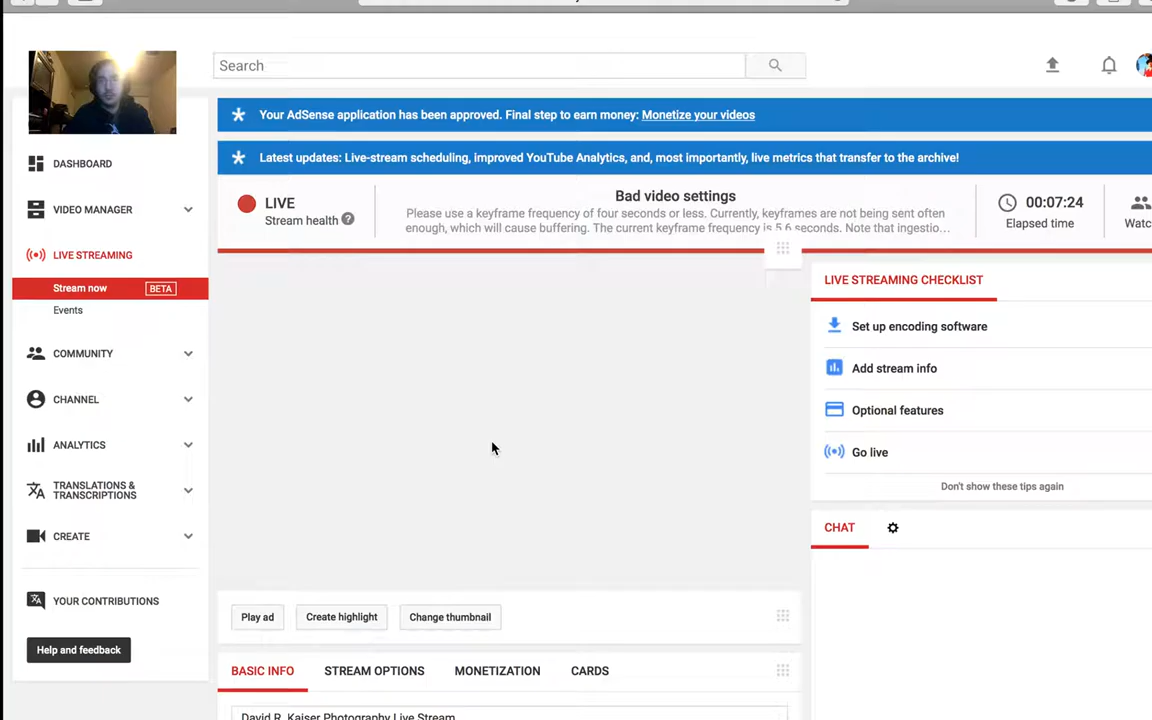 Search
Your AdSense application has been approved. Final step to earn money: Monetize your videos
Latest updates: Live-stream scheduling, improved YouTube Analytics, and, most importantly, live metrics that transfer to the archive!
DASHBOARD
VIDEO MANAGER
LIVE STREAMING
Stream now BETA
Events
COMMUNITY
CHANNEL
ANALYTICS
TRANSLATIONS &
TRANSCRIPTIONS
CREATE
YOUR CONTRIBUTIONS
Help and feedback
LIVE
Stream health ?
Bad video settings
Please use a keyframe frequency of four seconds or less. Currently, keyframes are not being sent often
enough, which will cause buffering. The current keyframe frequency is 5.6 seconds. Note that ingestio...
00:07:24
Elapsed time
Watc
LIVE STREAMING CHECKLIST
Set up encoding software
Add stream info
Optional features
Go live
Don't show these tips again
CHAT
Play ad
Create highlight
Change thumbnail
BASIC INFO
STREAM OPTIONS
MONETIZATION
CARDS
David R. Kaiser Photography Live Stream